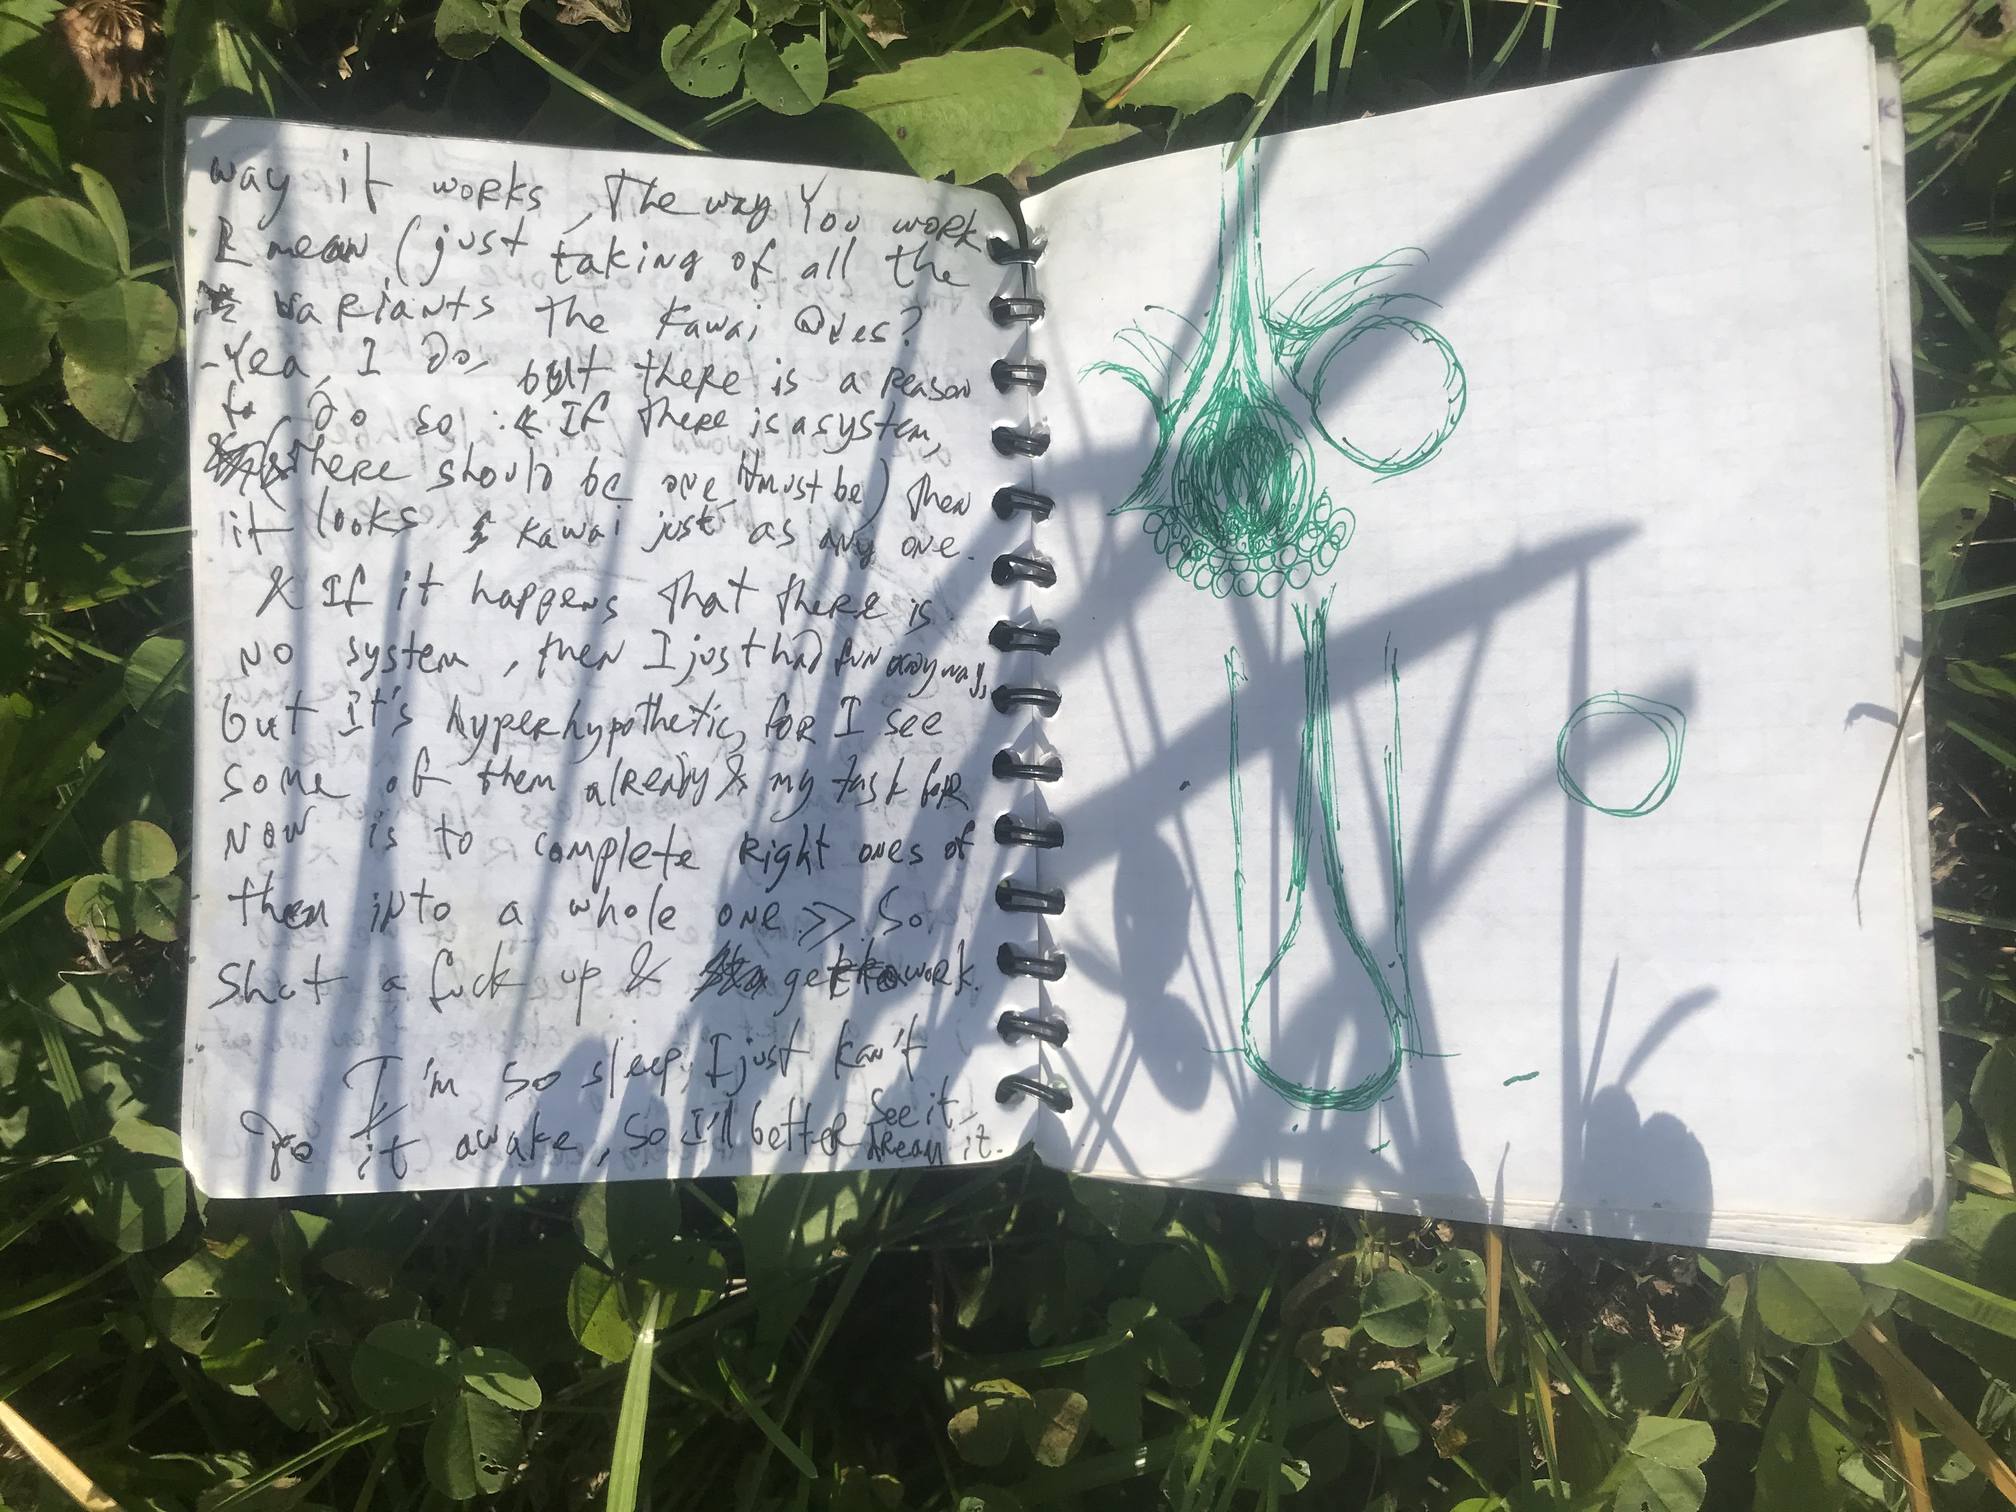 way it works, The way You work
I mean (just taking of all the
variants the Kawai Ones?
-Yea, I do, but there is a reason
to do so: « If there is a system,
(there should be one, must be) then
it looks kawai just as any one.
& If it happens that there is
no system, then I just had fun anyway,
but It's hyperhypothetic, for I see
some of them already & my task for
now is to complete right ones of
them into a whole one ». So
Shut a fuck up & get to work.
I'm so sleep, I just kan't
do it awake, so I'll better see it,
dream it.